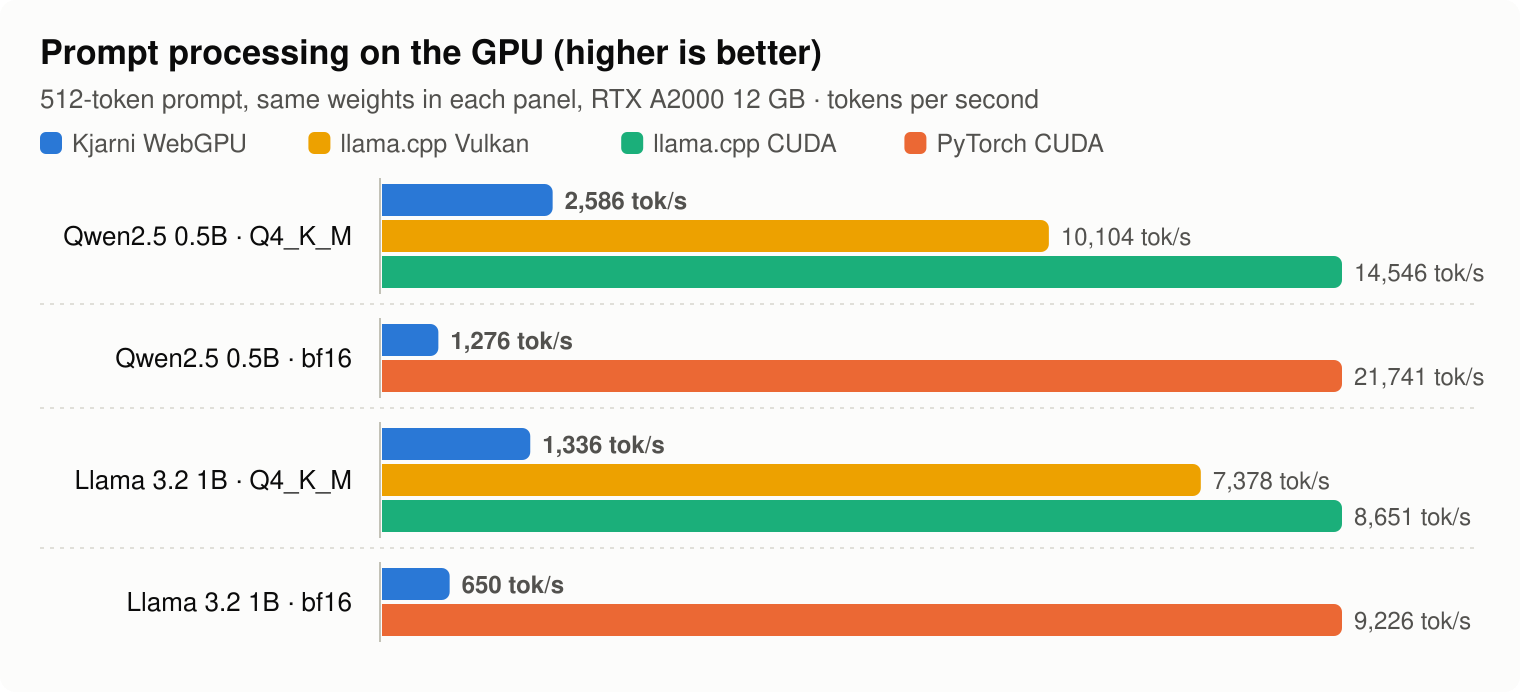 Prompt processing on the GPU (higher is better)
512-token prompt, same weights in each panel, RTX A2000 12 GB · tokens per second
Kjarni WebGPU llama.cpp Vulkan llama.cpp CUDA PyTorch CUDA
2,586 tok/s
Qwen2.5 0.5B · Q4_K_M 10,104 tok/s
14,546 tok/s
1,276 tok/s
Qwen2.5 0.5B · bf16
21,741 tok/s
1,336 tok/s
Llama 3.2 1B · Q4_K_M 7,378 tok/s
8,651 tok/s
650 tok/s
Llama 3.2 1B · bf16
9,226 tok/s